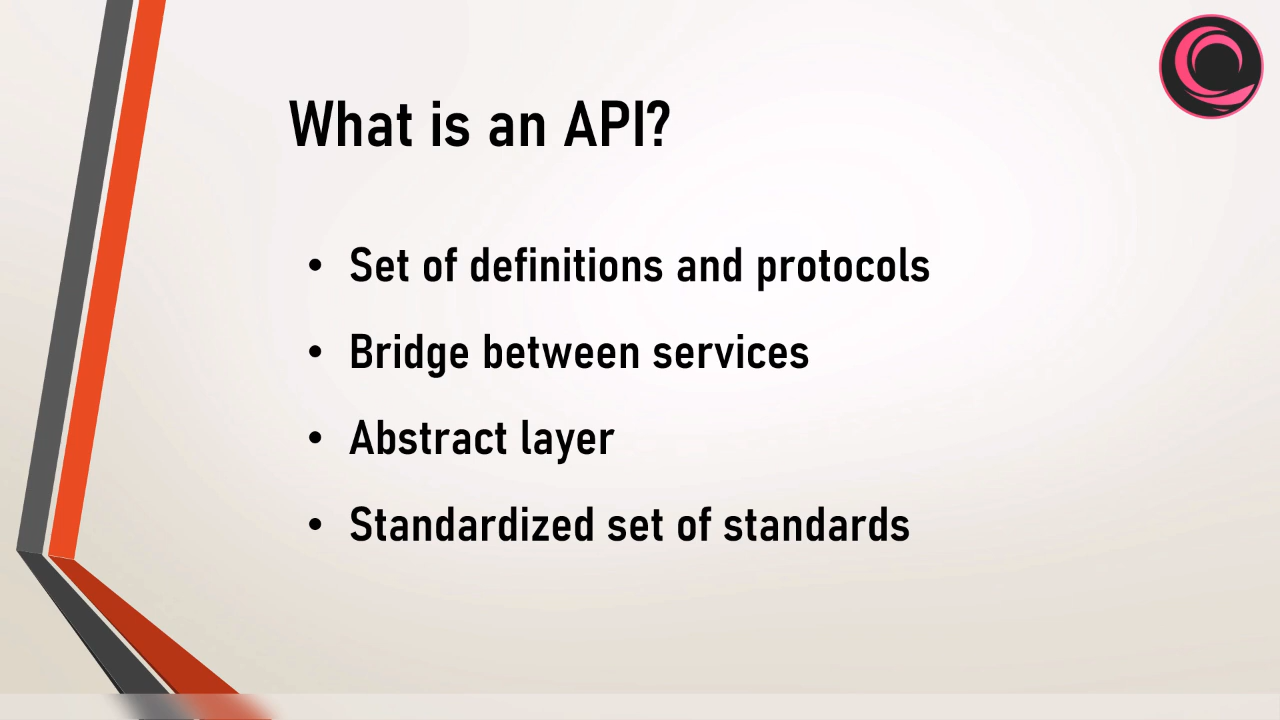 What is an API?
• Set of definitions and protocols
• Bridge between services
• Abstract layer
• Standardized set of standards